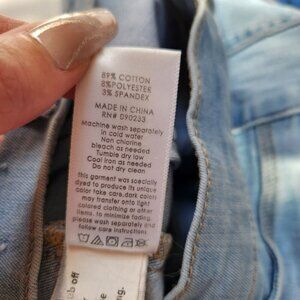 89% COTTON
8%POLYESTER
3% SPANDEX
MADE IN CHINA
RN# D90233
Machine wash separately
in cold water
Non chlorine
bleach as needed
Tumble dry low
Cool iron as needed
Do not dry clean
this garment was specially
dyed to produce its unique
color take care.dark colors
may transfer onto light
colored clothing or other
items. to minimize fading,
please wash separately and
follow care instructions
off
e
ng.